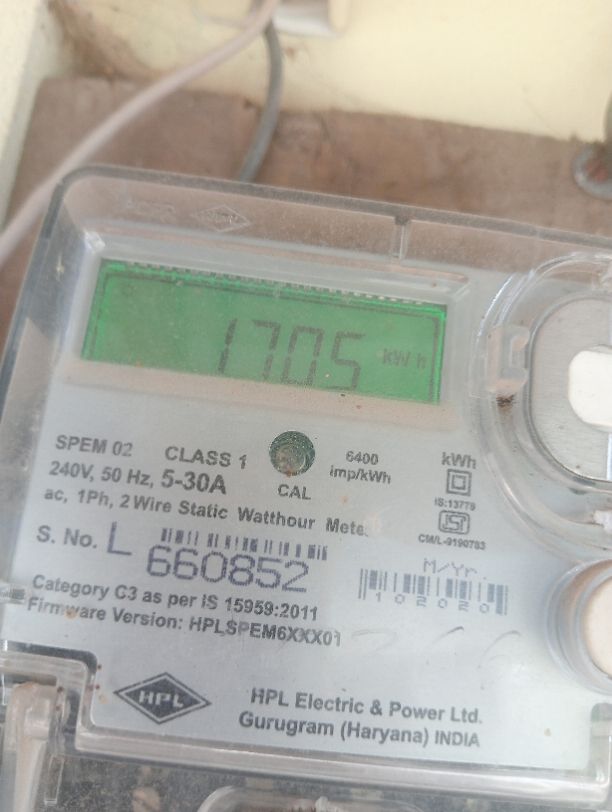 1705 kWh
SPEM 02 CLASS 1
6400 imp/kWh
kWh
240V, 50 Hz, 5-30A
CAL
IS:13779
ac, 1Ph, 2 Wire Static Watthour Meter
CM/L-9190783
S. No. L 660852
M/Yr.
102020
Category C3 as per IS 15959:2011
Firmware Version: HPLSPEM6XXX01
HPL
HPL Electric & Power Ltd.
Gurugram (Haryana) INDIA